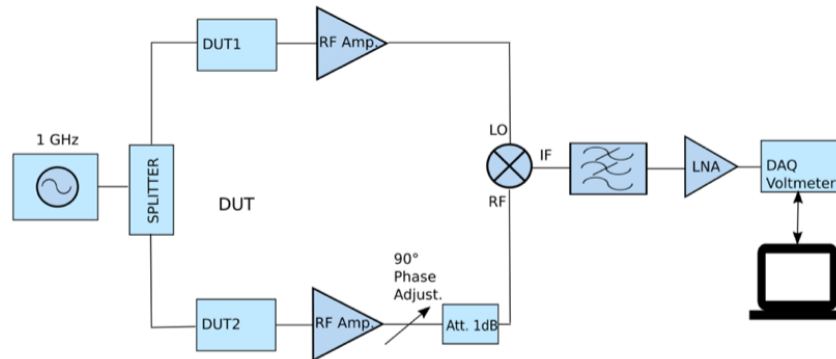 DUT1
RF Amp.
1 GHz
SPLITTER
DUT
LO
IF
RF
LNA
DAQ
Voltmeter
90°
Phase
Adjust.
DUT2
RF Amp.
Att. 1dB